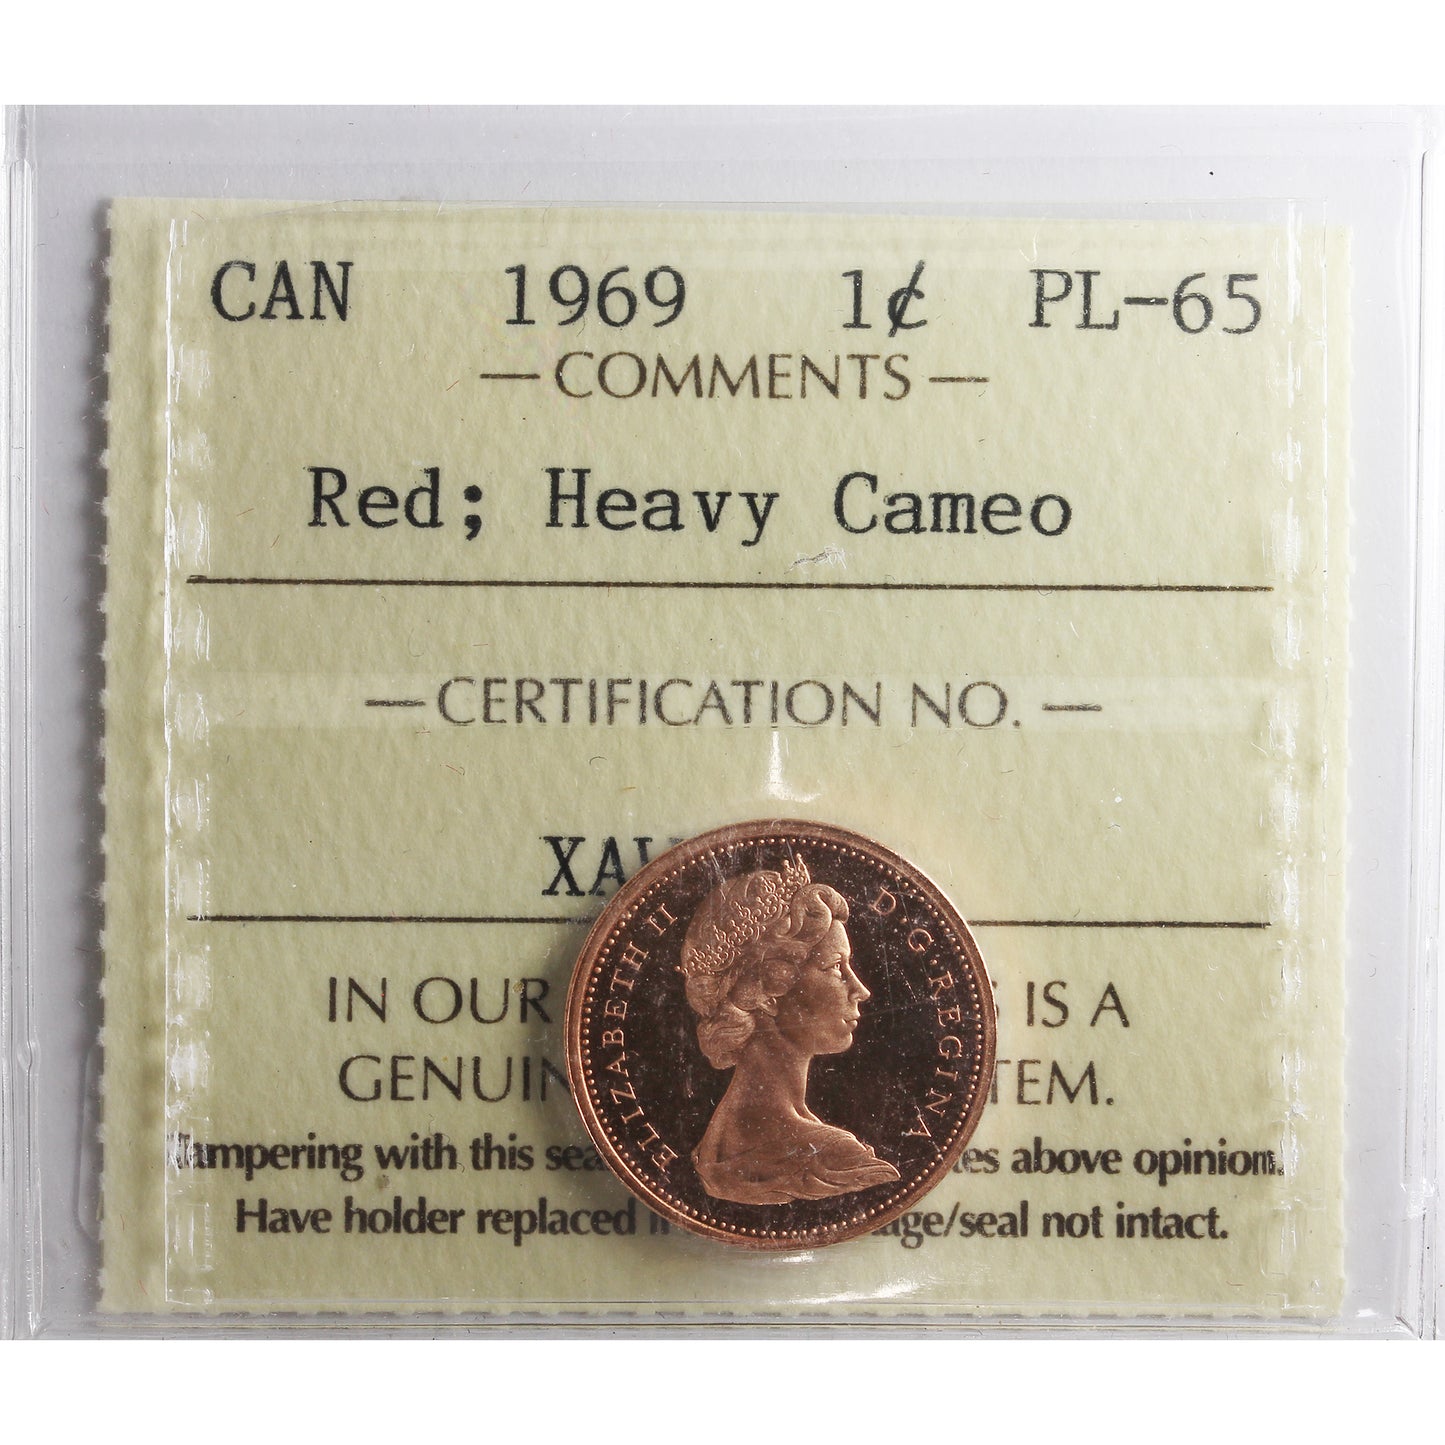 CAN 1969 1¢ PL-65
— COMMENTS —
Red; Heavy Cameo
— CERTIFICATION NO. —
IN OUR IS A
GENUIN TEM.
Tampering with this sea tes above opinion.
Have holder replaced age/seal not intact.
ELIZABETH II D·G·REGINA